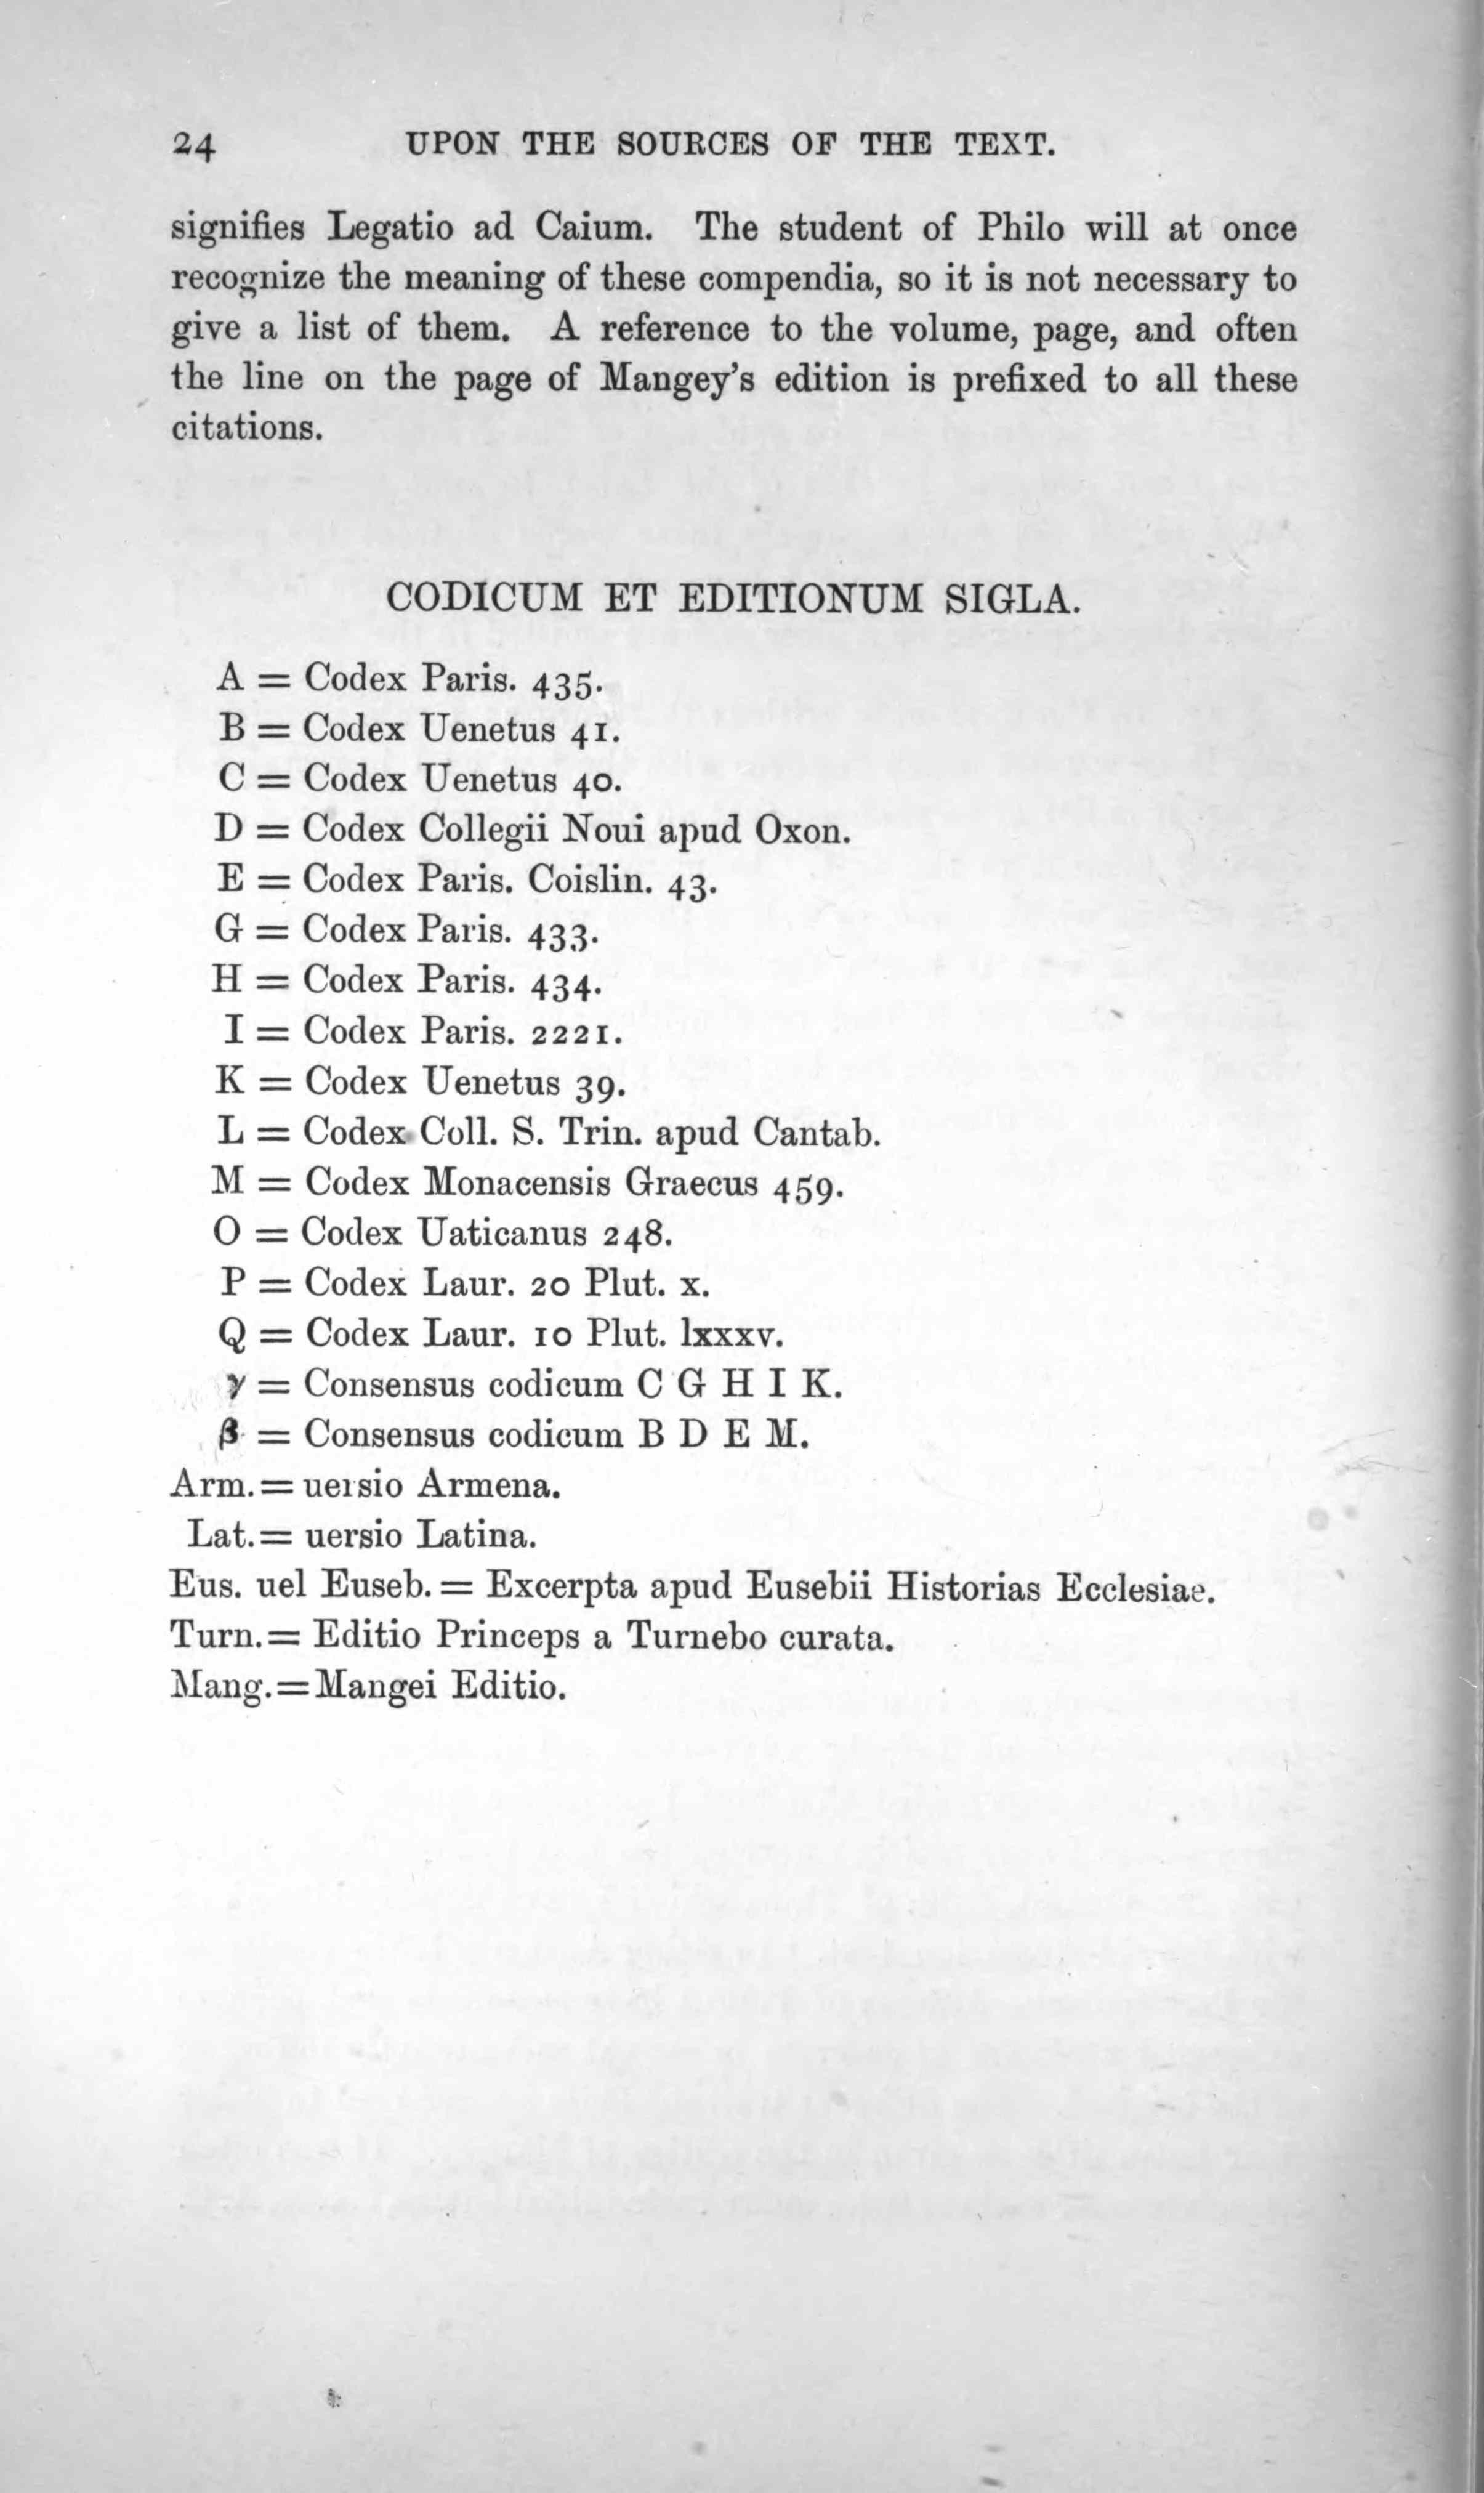 24 UPON THE SOURCES OF THE TEXT.
signifies Legatio ad Caium. The student of Philo will at once
recognize the meaning of these compendia, so it is not necessary to
give a list of them. A reference to the volume, page, and often
the line on the page of Mangey's edition is prefixed to all these
citations.
CODICUM ET EDITIONUM SIGLA.
A = Codex Paris. 435.
B = Codex Uenetus 41.
C = Codex Uenetus 40.
D = Codex Collegii Noui apud Oxon.
E = Codex Paris. Coislin. 43.
G = Codex Paris. 433.
H = Codex Paris. 434.
I = Codex Paris. 2221.
K = Codex Uenetus 39.
L = Codex Coll. S. Trin. apud Cantab.
M = Codex Monacensis Graecus 459.
O = Codex Uaticanus 248.
P = Codex Laur. 20 Plut. x.
Q = Codex Laur. 10 Plut. lxxxv.
γ = Consensus codicum C G H I K.
β = Consensus codicum B D E M.
Arm. = uersio Armena.
Lat. = uersio Latina.
Eus. uel Euseb. = Excerpta apud Eusebii Historias Ecclesiae.
Turn. = Editio Princeps a Turnebo curata.
Mang. = Mangei Editio.